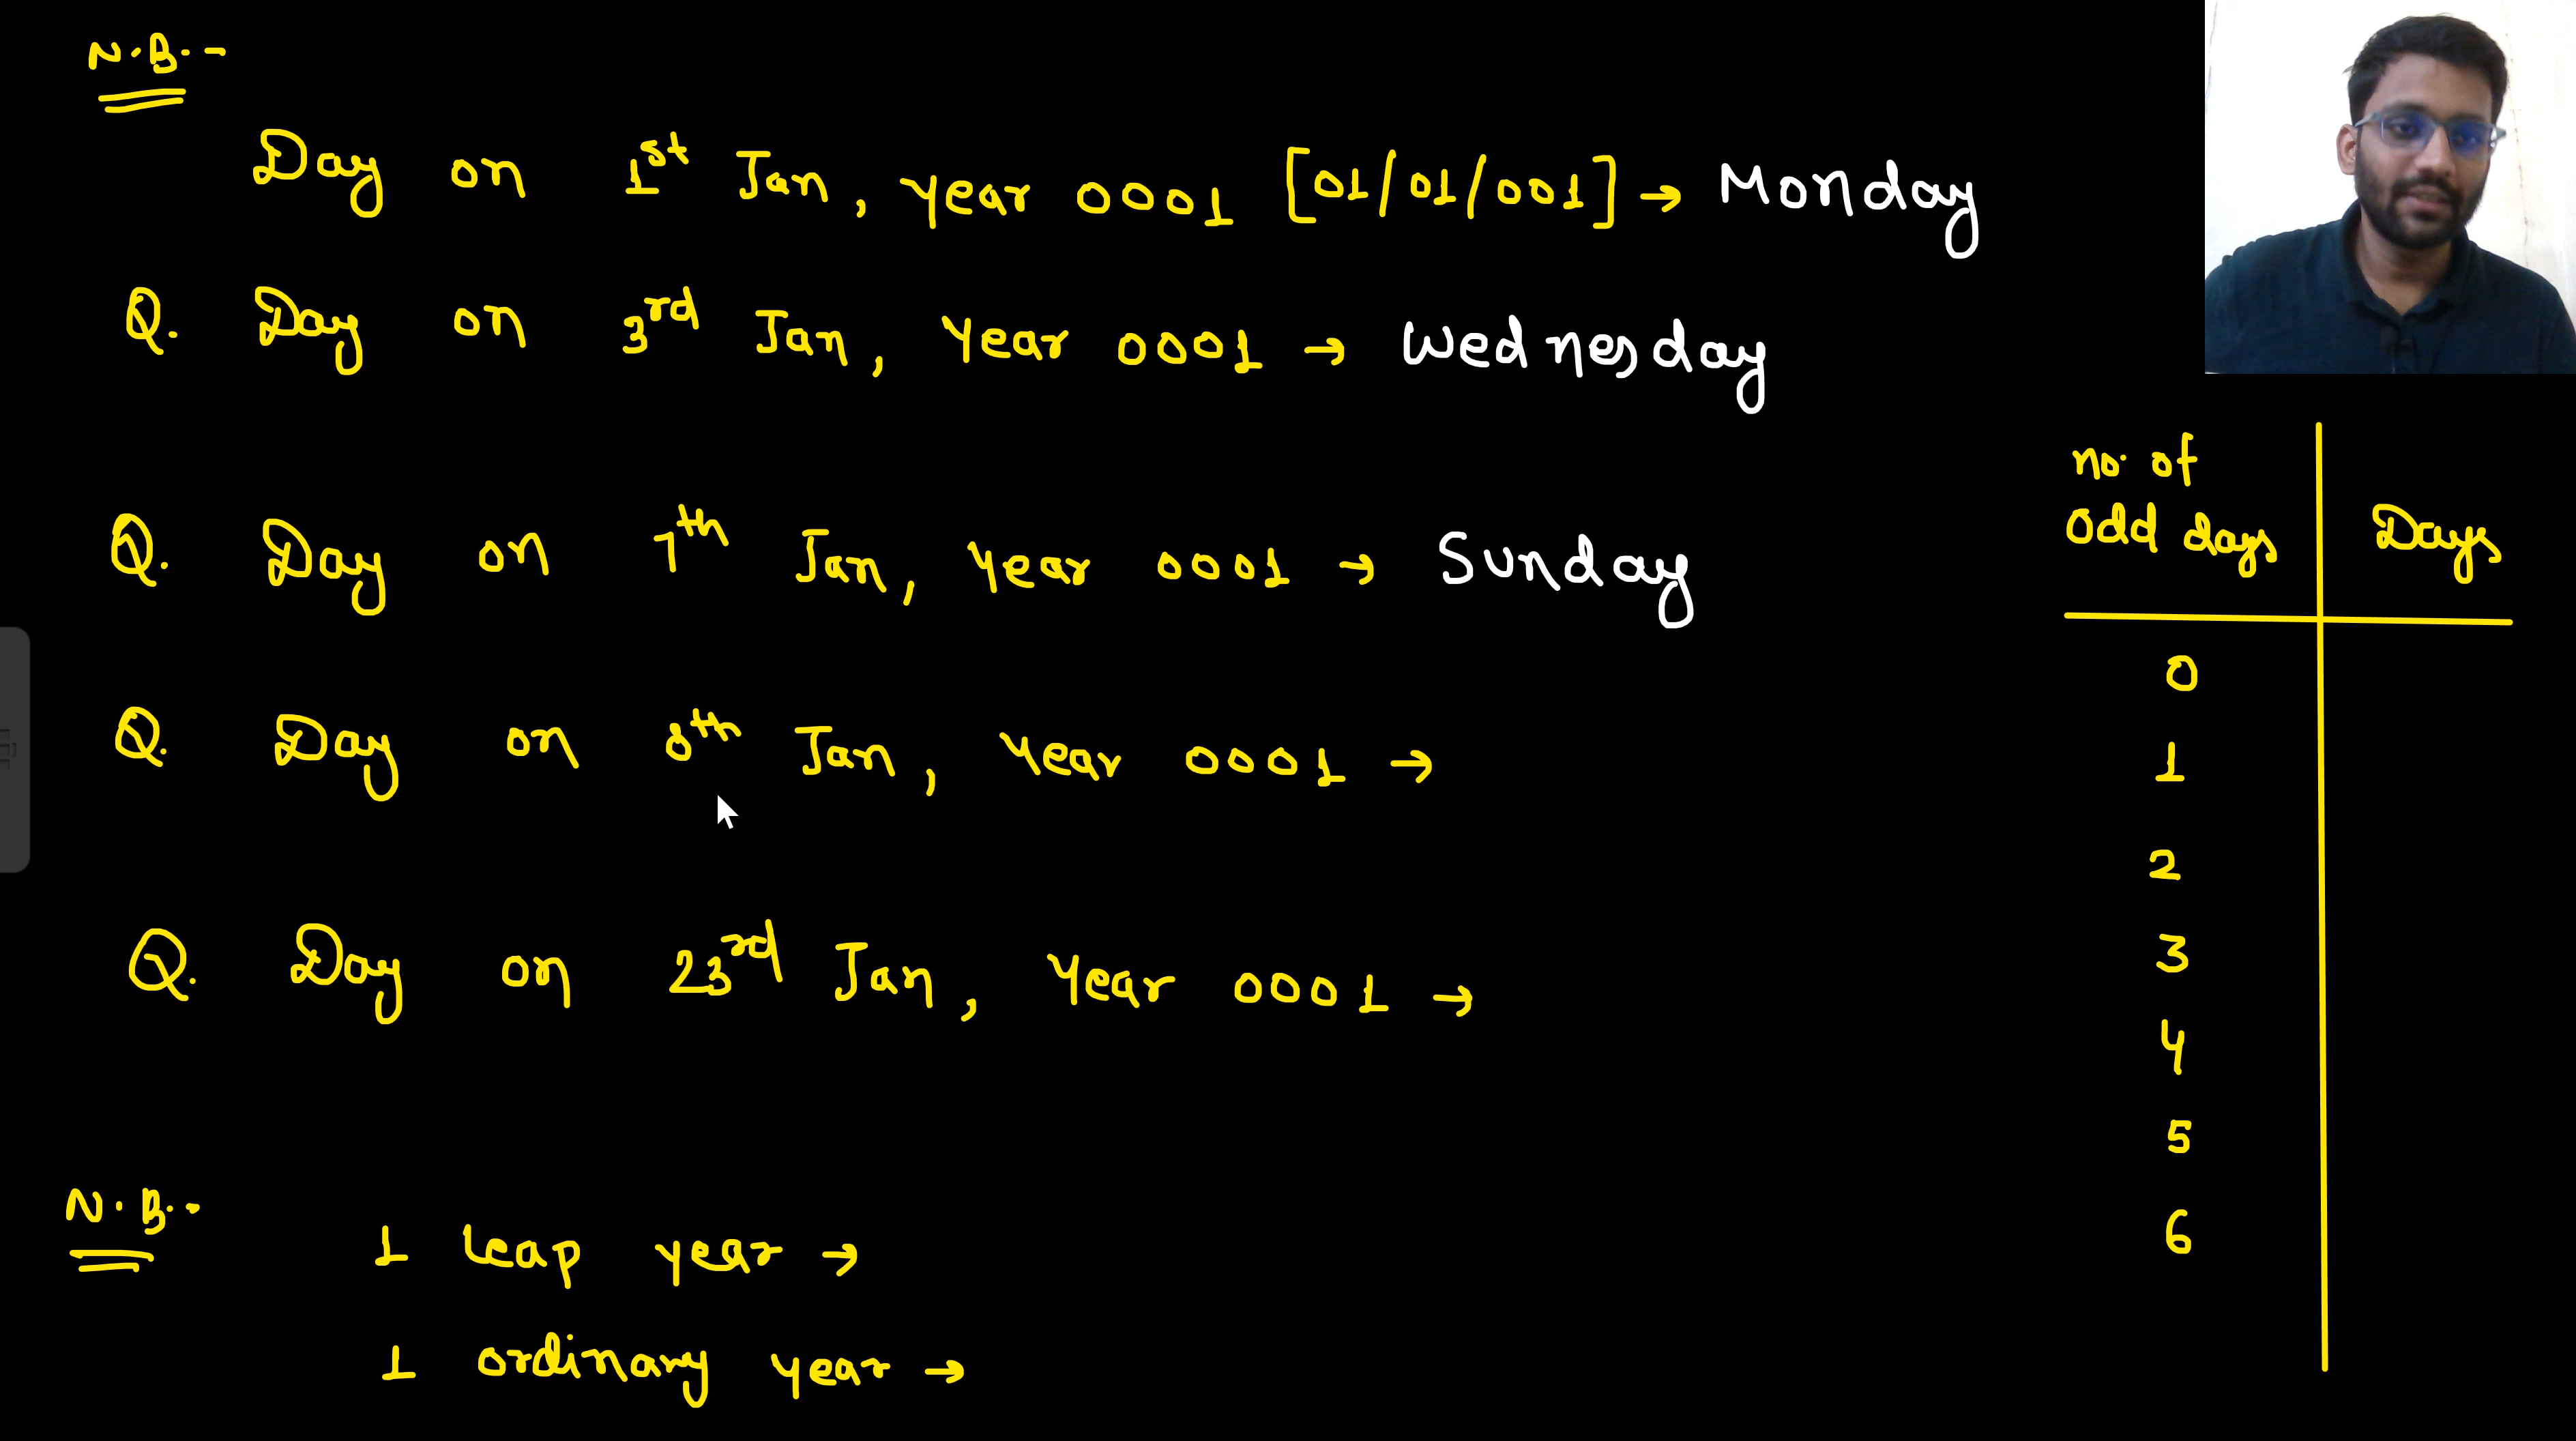 N.B.-
Day on 1st Jan, year 0001 [01/01/001] → Monday
Q. Day on 3rd Jan, Year 0001 → Wednesday
Q. Day on 7th Jan, Year 0001 → Sunday
Q. Day on 8th Jan, Year 0001 →
Q. Day on 23rd Jan, Year 0001 →
N.B.-
1 leap year →
1 ordinary year →
no. of
odd days
Days
0
1
2
3
4
5
6